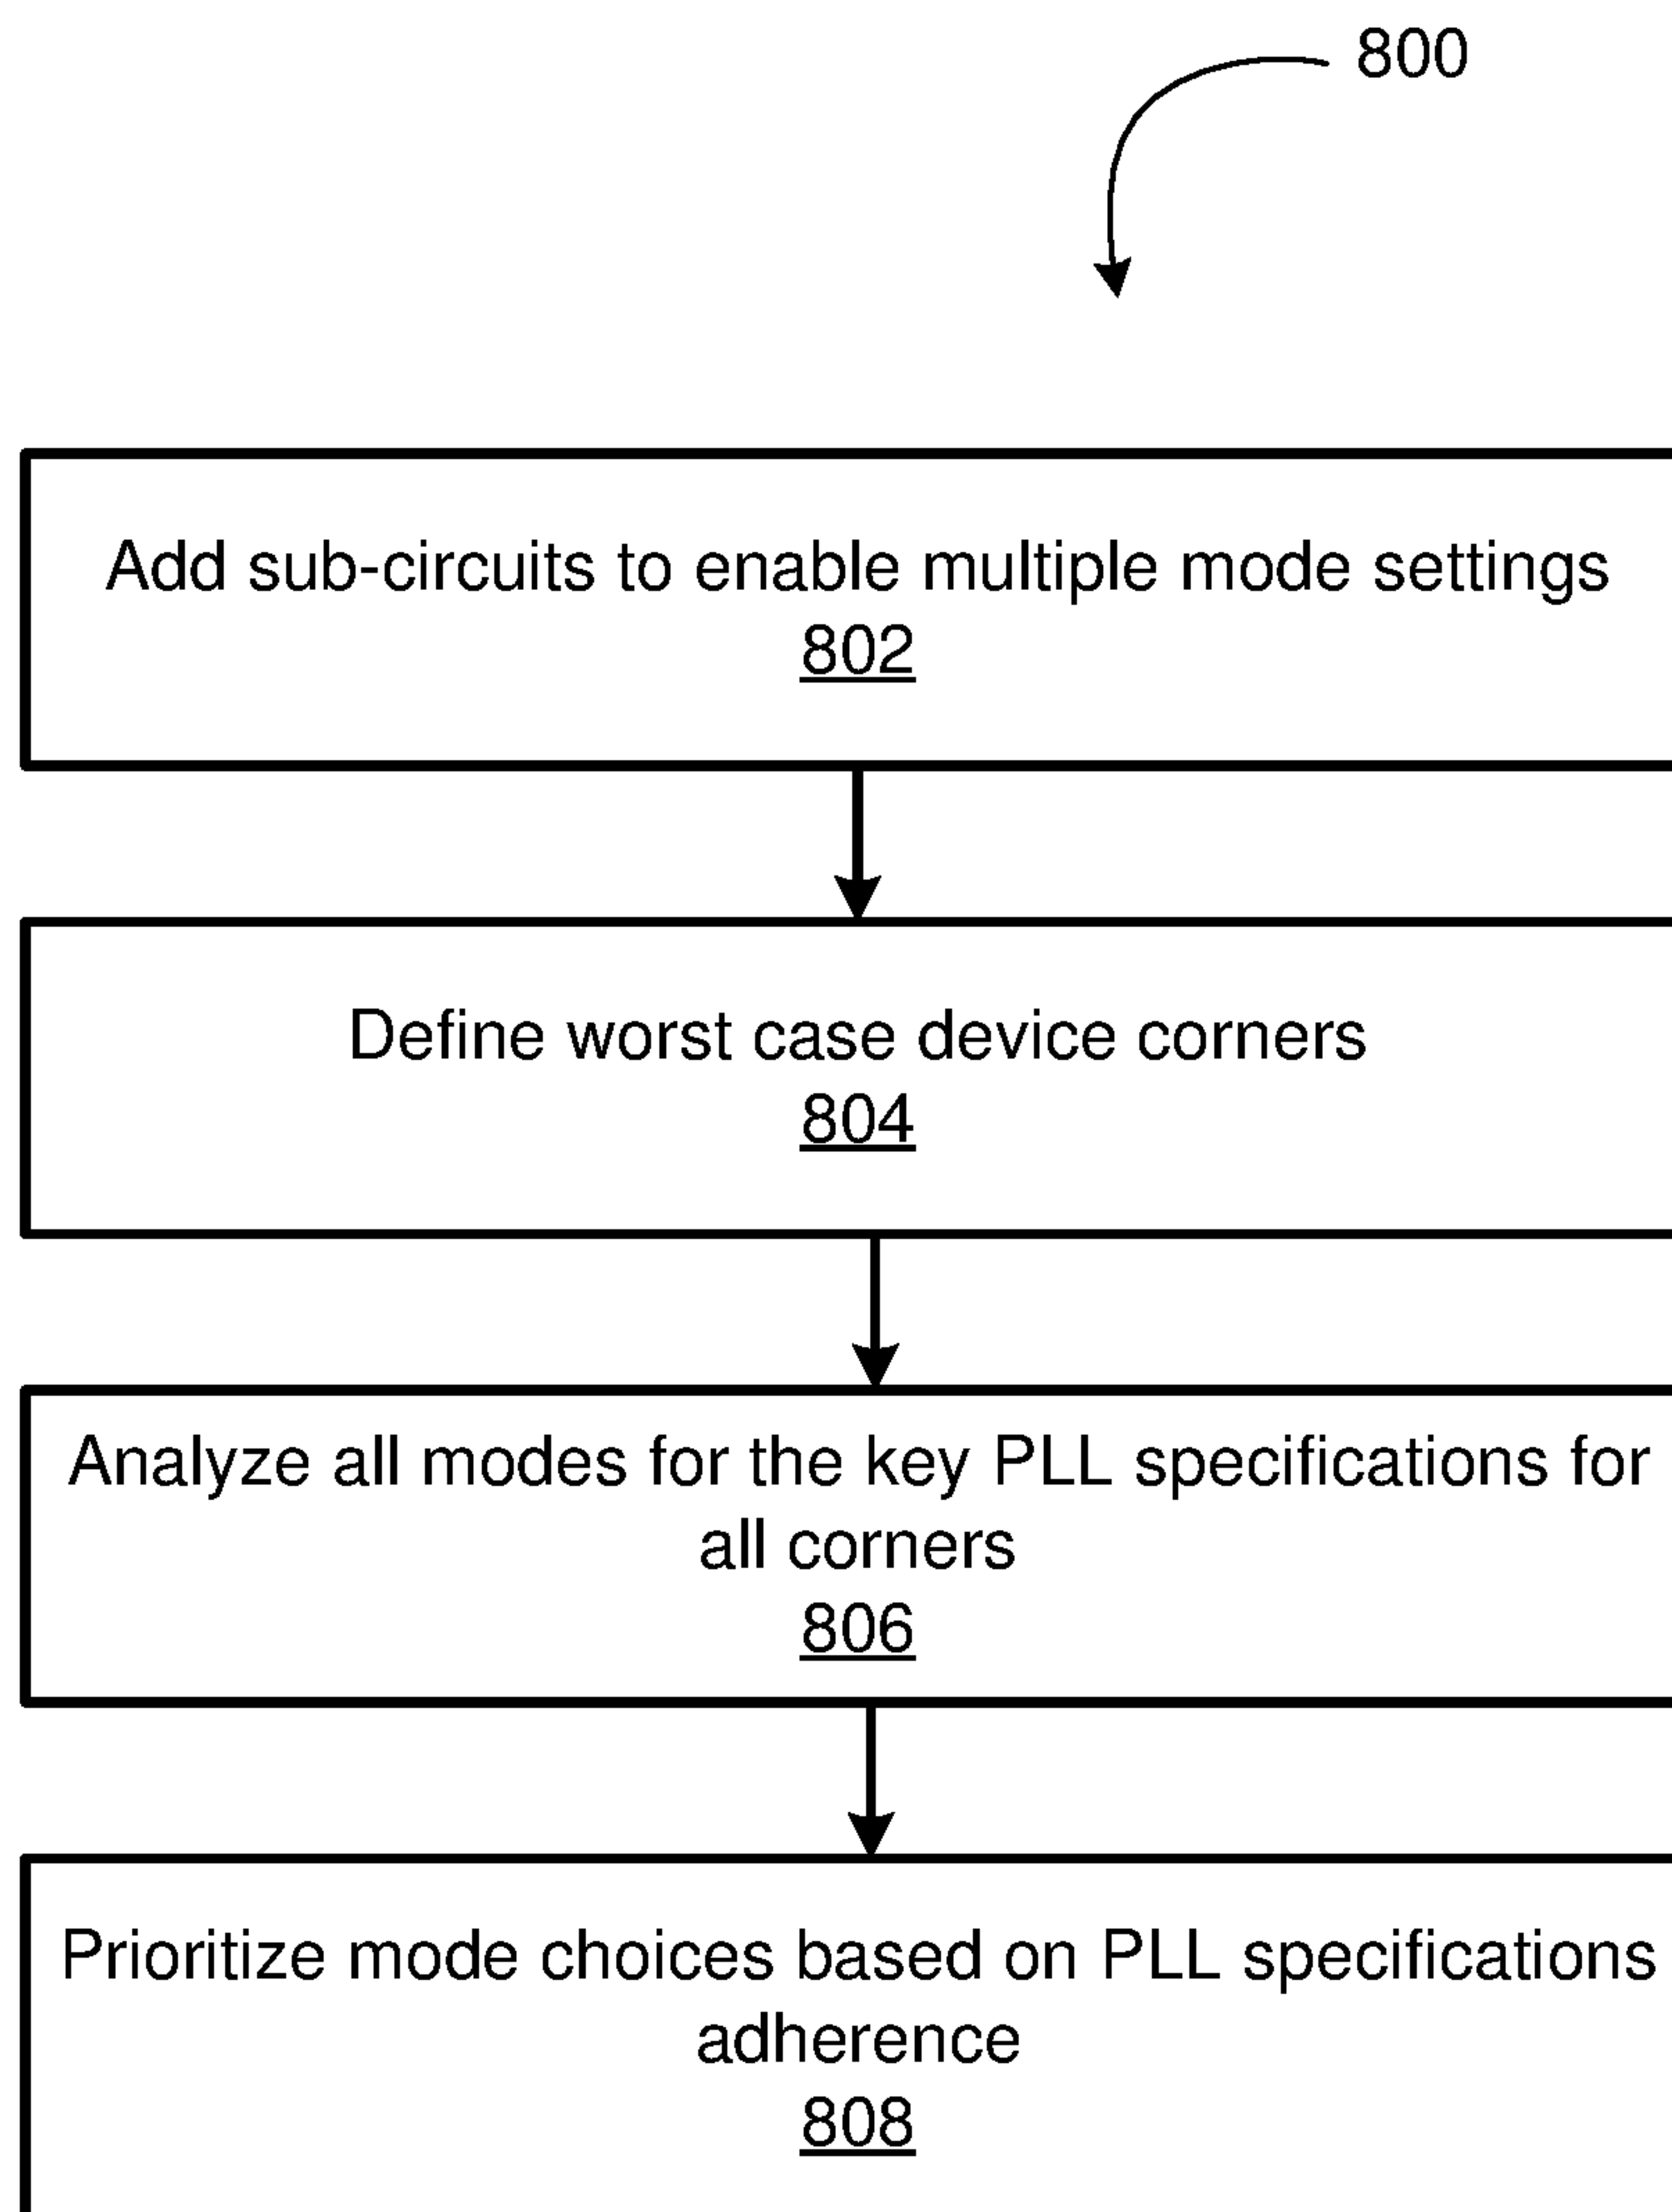 800
Add sub-circuits to enable multiple mode settings
802
Define worst case device corners
804
Analyze all modes for the key PLL specifications for
all corners
806
Prioritize mode choices based on PLL specifications
adherence
808